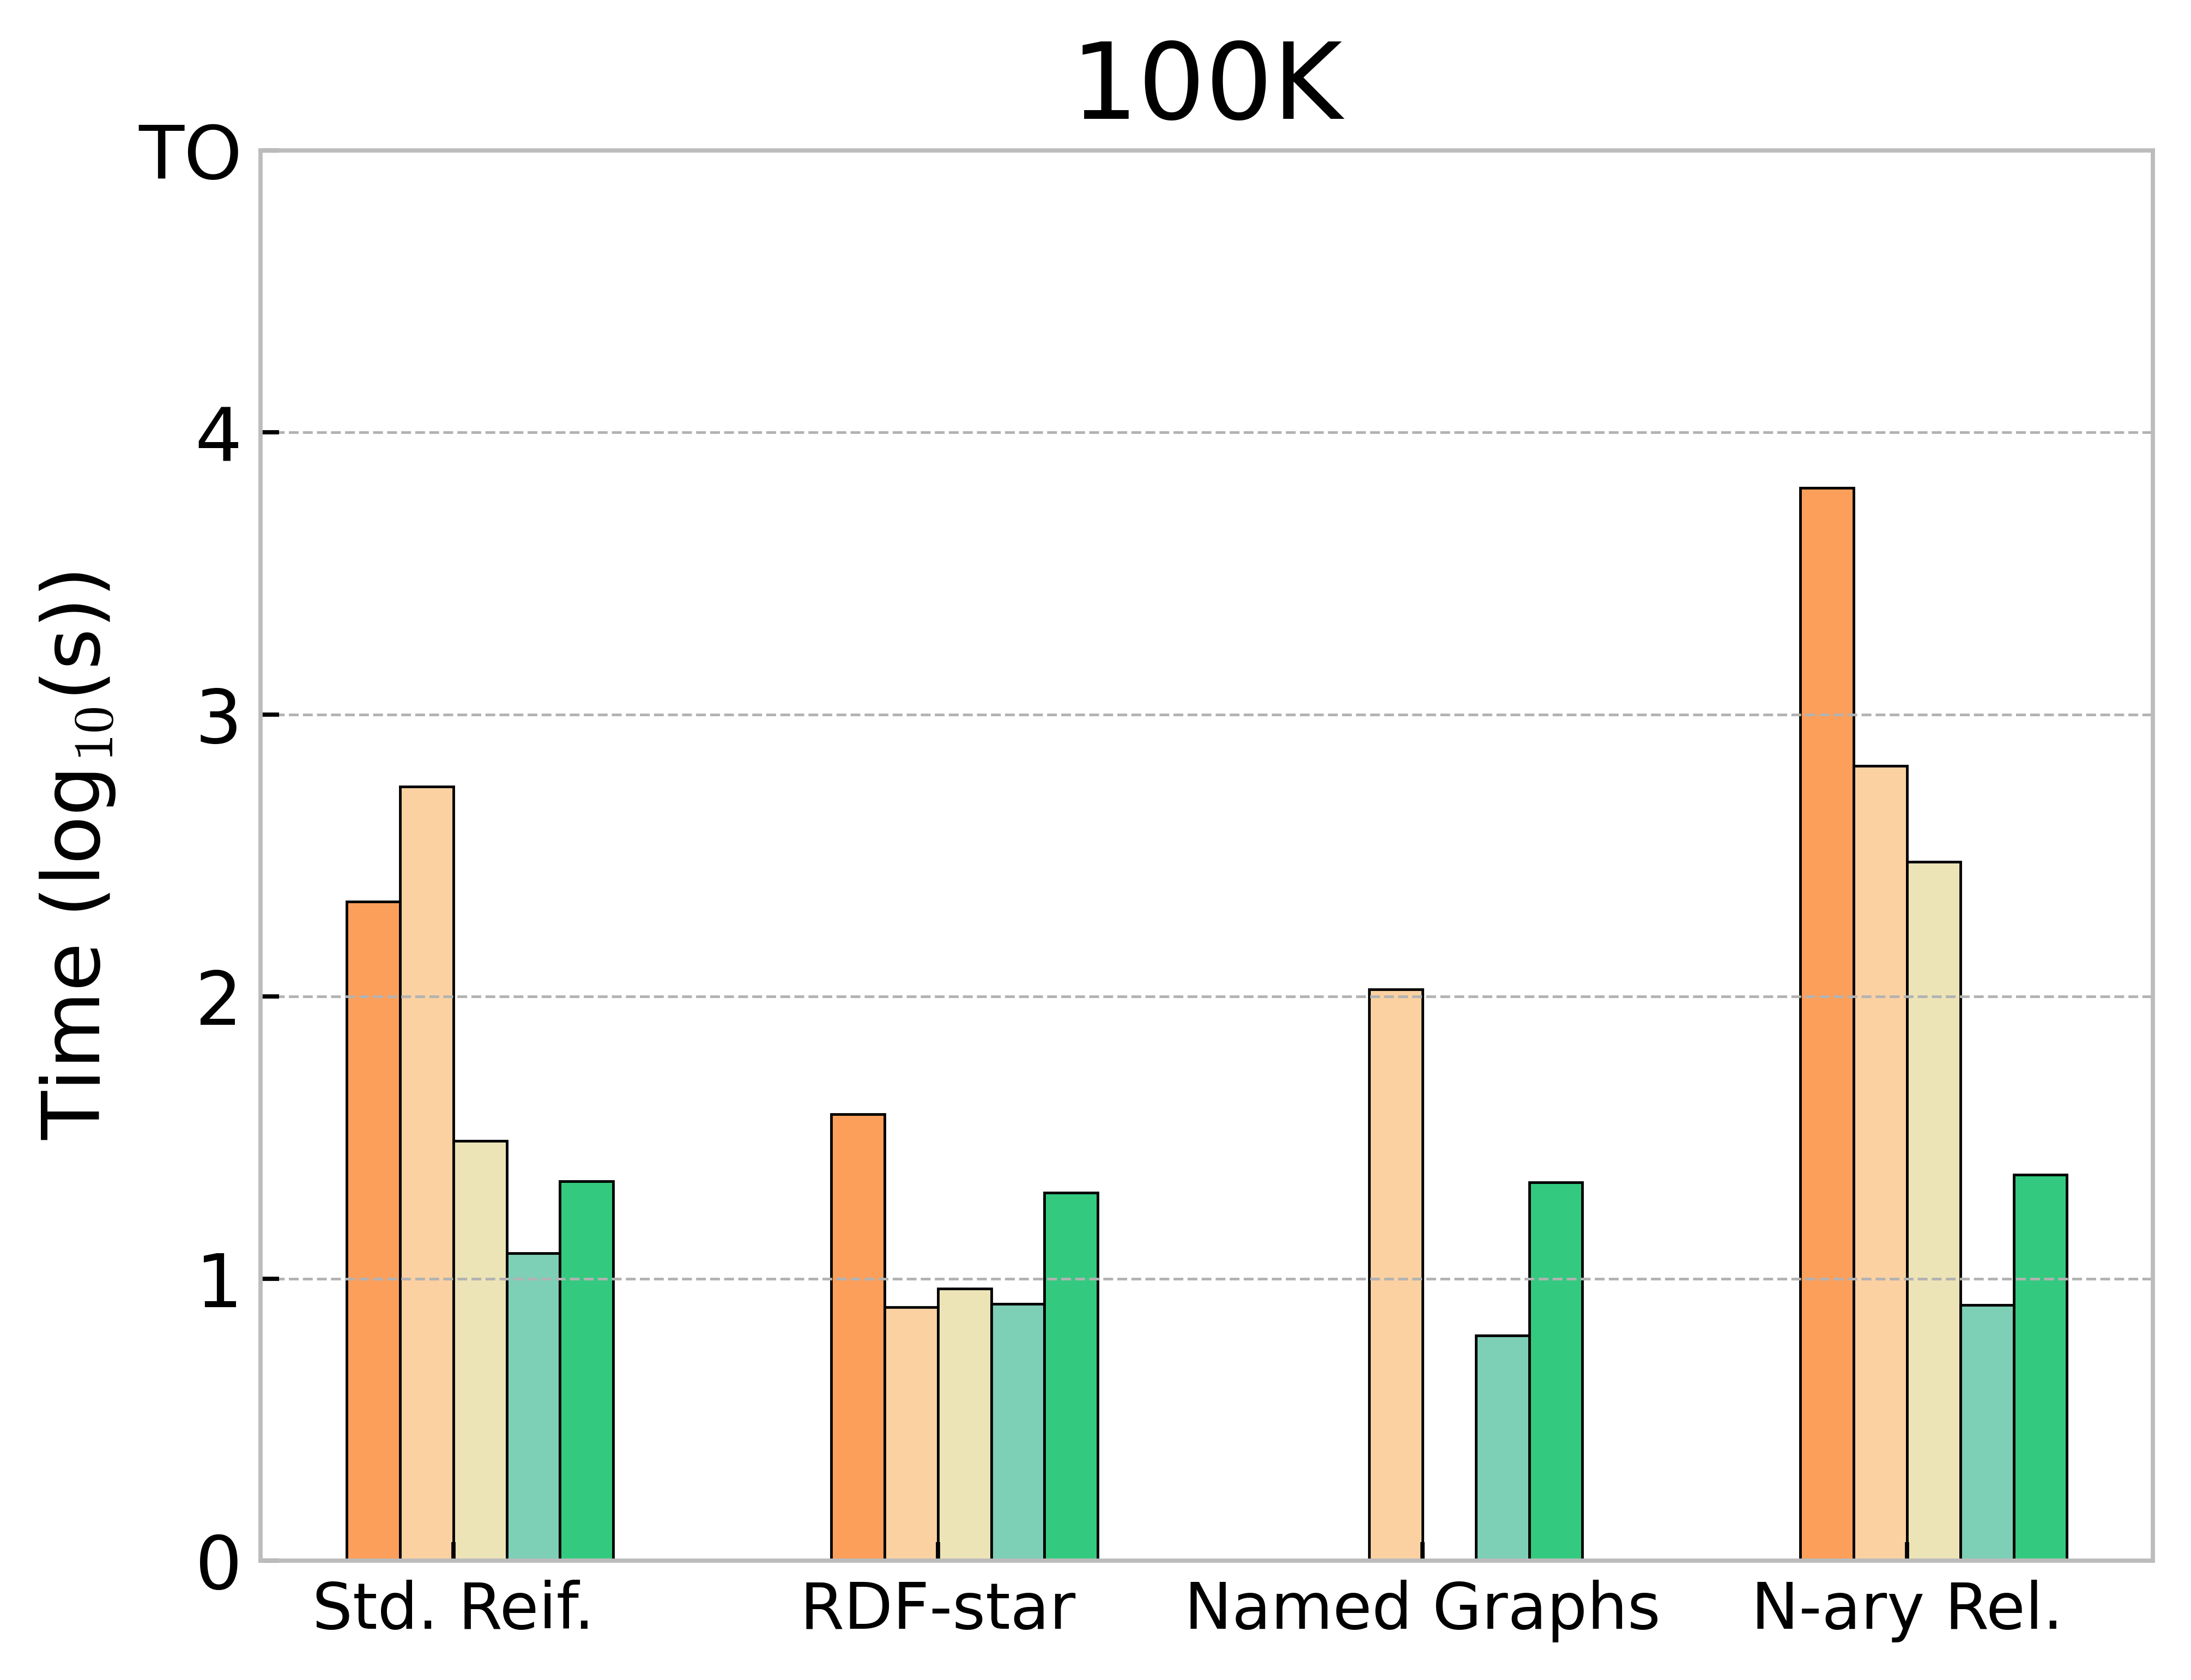 100K
TO
4
3
2
1
0
Time (log₁₀(s))
Std. Reif.
RDF-star
Named Graphs
N-ary Rel.